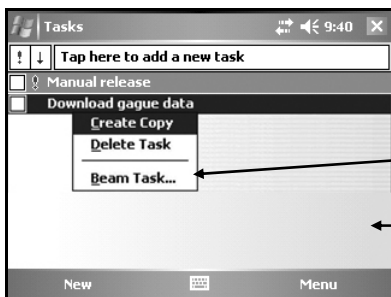 Tasks 9:40
! ↓ Tap here to add a new task
Manual release
Download gague data
Create Copy
Delete Task
Beam Task...
New Menu